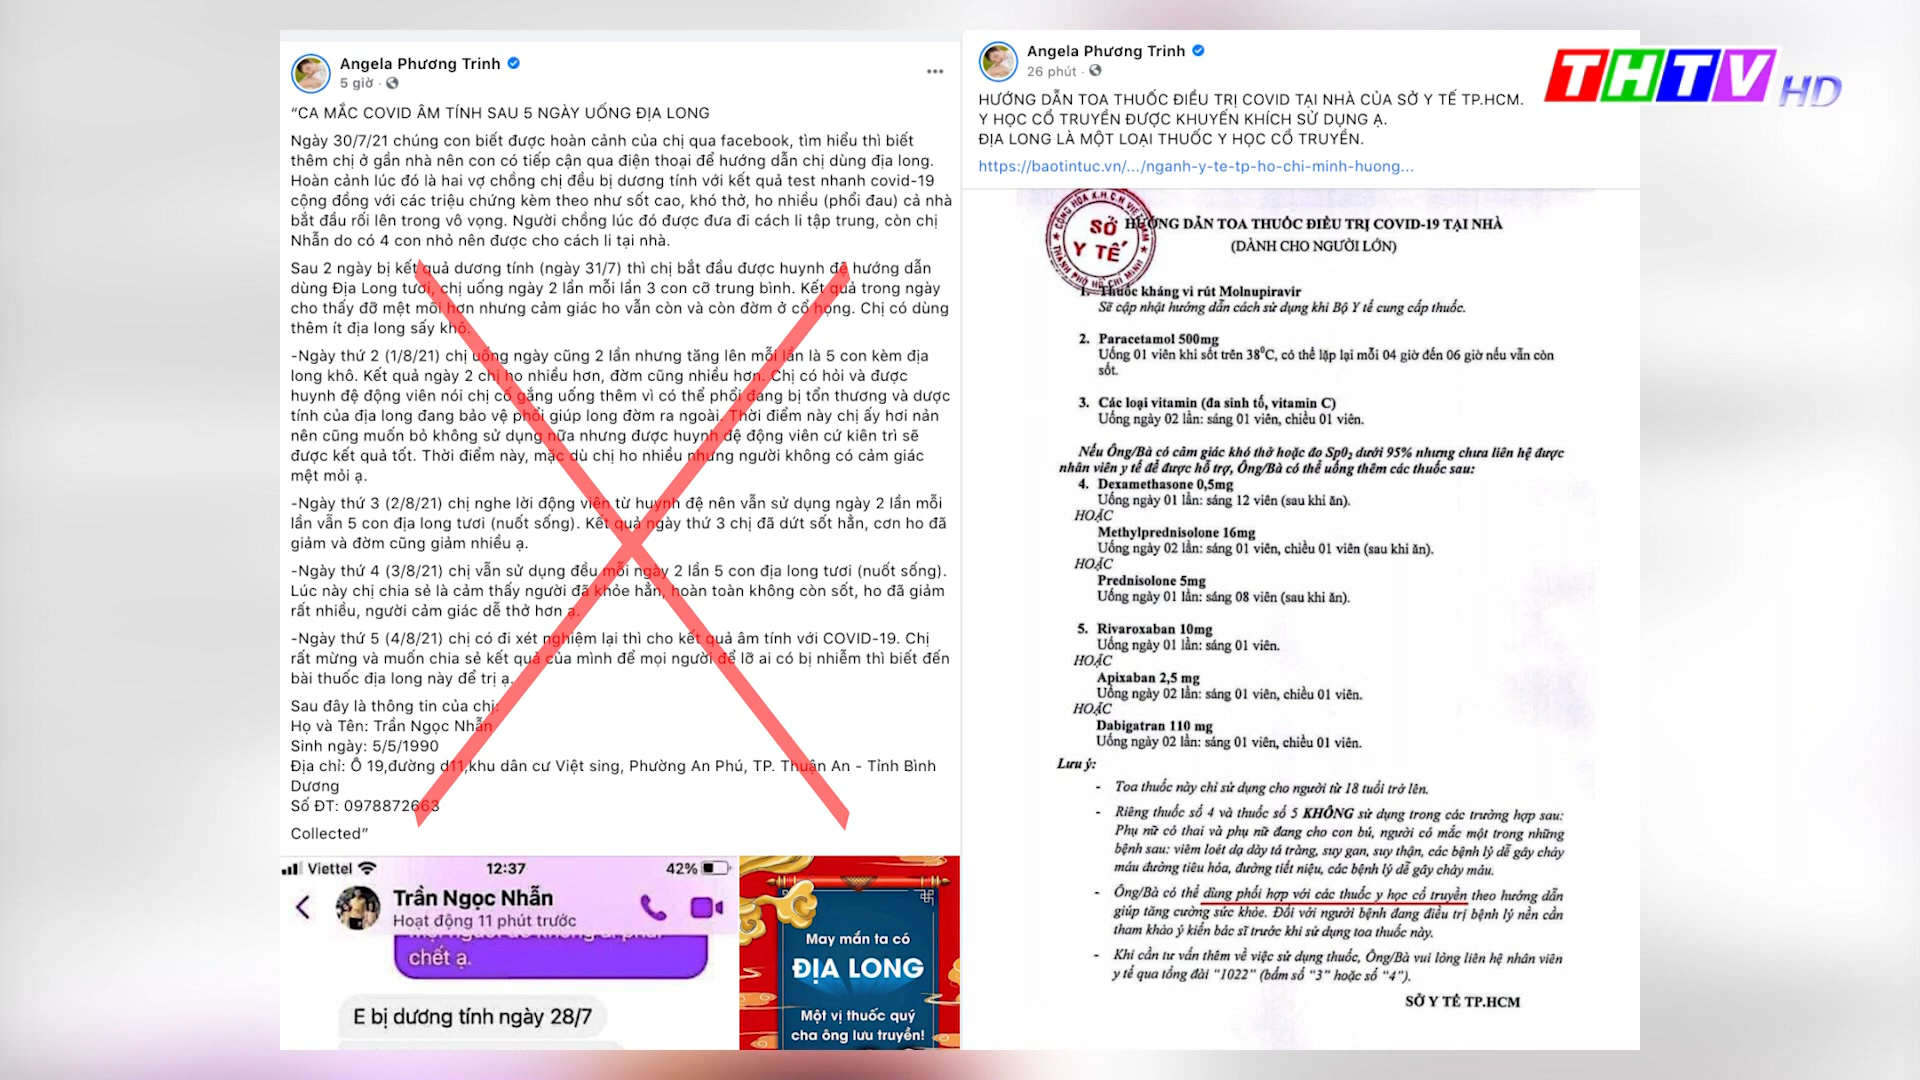 Angela Phương Trinh
5 giờ ·
“CA MẮC COVID ÂM TÍNH SAU 5 NGÀY UỐNG ĐỊA LONG
Ngày 30/7/21 chúng con biết được hoàn cảnh của chị qua facebook, tìm hiểu thì biết
thêm chị ở gần nhà nên con có tiếp cận qua điện thoại để hướng dẫn chị dùng địa long.
Hoàn cảnh lúc đó là hai vợ chồng chị đều bị dương tính với kết quả test nhanh covid-19
cộng đồng với các triệu chứng kèm theo như sốt cao, khó thở, ho nhiều (phổi đau) cả nhà
bắt đầu rối lên trong vô vọng. Người chồng lúc đó được đưa đi cách li tập trung, còn chị
Nhẫn do có 4 con nhỏ nên được cho cách li tại nhà.
Sau 2 ngày bị kết quả dương tính (ngày 31/7) thì chị bắt đầu được huynh đệ hướng dẫn
dùng Địa Long tươi, chị uống ngày 2 lần mỗi lần 3 con cỡ trung bình. Kết quả trong ngày
cho thấy đỡ mệt mỏi hơn nhưng cảm giác ho vẫn còn và còn đờm ở cổ họng. Chị có dùng
thêm ít địa long sấy khô.
-Ngày thứ 2 (1/8/21) chị uống ngày cũng 2 lần nhưng tăng lên mỗi lần là 5 con kèm địa
long khô. Kết quả ngày 2 chị ho nhiều hơn, đờm cũng nhiều hơn. Chị có hỏi và được
huynh đệ động viên nói chị cố gắng uống thêm vì có thể phổi đang bị tổn thương và dược
tính của địa long đang bảo vệ phổi giúp long đờm ra ngoài. Thời điểm này chị ấy hơi nản
nên cũng muốn bỏ không sử dụng nữa nhưng được huynh đệ động viên cứ kiên trì sẽ
được kết quả tốt. Thời điểm này, mặc dù chị ho nhiều nhưng người không có cảm giác
mệt mỏi ạ.
-Ngày thứ 3 (2/8/21) chị nghe lời động viên từ huynh đệ nên vẫn sử dụng ngày 2 lần mỗi
lần vẫn 5 con địa long tươi (nuốt sống). Kết quả ngày thứ 3 chị đã dứt sốt hẳn, cơn ho đã
giảm và đờm cũng giảm nhiều ạ.
-Ngày thứ 4 (3/8/21) chị vẫn sử dụng đều mỗi ngày 2 lần 5 con địa long tươi (nuốt sống).
Lúc này chị chia sẻ là cảm thấy người đã khỏe hẳn, hoàn toàn không còn sốt, ho đã giảm
rất nhiều, người cảm giác dễ thở hơn ạ.
-Ngày thứ 5 (4/8/21) chị có đi xét nghiệm lại thì cho kết quả âm tính với COVID-19. Chị
rất mừng và muốn chia sẻ kết quả của mình để mọi người để lỡ ai có bị nhiễm thì biết đến
bài thuốc địa long này để trị ạ.
Sau đây là thông tin của chị:
Họ và Tên: Trần Ngọc Nhẫn
Sinh ngày: 5/5/1990
Địa chỉ: Ô 19,đường d11,khu dân cư Việt sing, Phường An Phú, TP. Thuận An - Tỉnh Bình
Dương
Số ĐT: 0978872663
Collected”
Viettel 12:37 42%
Trần Ngọc Nhẫn
Hoạt động 11 phút trước
chết ạ.
E bị dương tính ngày 28/7
May mắn ta có
ĐỊA LONG
Một vị thuốc quý
cha ông lưu truyền!
Angela Phương Trinh
26 phút ·
HƯỚNG DẪN TOA THUỐC ĐIỀU TRỊ COVID TẠI NHÀ CỦA SỞ Y TẾ TP.HCM.
Y HỌC CỔ TRUYỀN ĐƯỢC KHUYẾN KHÍCH SỬ DỤNG Ạ.
ĐỊA LONG LÀ MỘT LOẠI THUỐC Y HỌC CỔ TRUYỀN.
https://baotintuc.vn/.../nganh-y-te-tp-ho-chi-minh-huong...
CỘNG HÒA X.H.C.N VIỆT NAM
SỞ
Y TẾ
THÀNH PHỐ HỒ CHÍ MINH
HƯỚNG DẪN TOA THUỐC ĐIỀU TRỊ COVID-19 TẠI NHÀ
(DÀNH CHO NGƯỜI LỚN)
1. Thuốc kháng vi rút Molnupiravir
Sẽ cập nhật hướng dẫn cách sử dụng khi Bộ Y tế cung cấp thuốc.
2. Paracetamol 500mg
Uống 01 viên khi sốt trên 38⁰C, có thể lặp lại mỗi 04 giờ đến 06 giờ nếu vẫn còn
sốt.
3. Các loại vitamin (đa sinh tố, vitamin C)
Uống ngày 02 lần: sáng 01 viên, chiều 01 viên.
Nếu Ông/Bà có cảm giác khó thở hoặc đo Sp0₂ dưới 95% nhưng chưa liên hệ được
nhân viên y tế để được hỗ trợ, Ông/Bà có thể uống thêm các thuốc sau:
4. Dexamethasone 0,5mg
Uống ngày 01 lần: sáng 12 viên (sau khi ăn).
HOẶC
Methylprednisolone 16mg
Uống ngày 02 lần: sáng 01 viên, chiều 01 viên (sau khi ăn).
HOẶC
Prednisolone 5mg
Uống ngày 01 lần: sáng 08 viên (sau khi ăn).
5. Rivaroxaban 10mg
Uống ngày 01 lần: sáng 01 viên.
HOẶC
Apixaban 2,5 mg
Uống ngày 02 lần: sáng 01 viên, chiều 01 viên.
HOẶC
Dabigatran 110 mg
Uống ngày 02 lần: sáng 01 viên, chiều 01 viên.
Lưu ý:
- Toa thuốc này chỉ sử dụng cho người từ 18 tuổi trở lên.
- Riêng thuốc số 4 và thuốc số 5 KHÔNG sử dụng trong các trường hợp sau:
Phụ nữ có thai và phụ nữ đang cho con bú, người có mắc một trong những
bệnh sau: viêm loét dạ dày tá tràng, suy gan, suy thận, các bệnh lý dễ gây chảy
máu đường tiêu hóa, đường tiết niệu, các bệnh lý dễ gây chảy máu.
- Ông/Bà có thể dùng phối hợp với các thuốc y học cổ truyền theo hướng dẫn
giúp tăng cường sức khỏe. Đối với người bệnh đang điều trị bệnh lý nền cần
tham khảo ý kiến bác sĩ trước khi sử dụng toa thuốc này.
- Khi cần tư vấn thêm về việc sử dụng thuốc, Ông/Bà vui lòng liên hệ nhân viên
y tế qua tổng đài “1022” (bấm số “3” hoặc số “4”).
SỞ Y TẾ TP.HCM
THTV HD